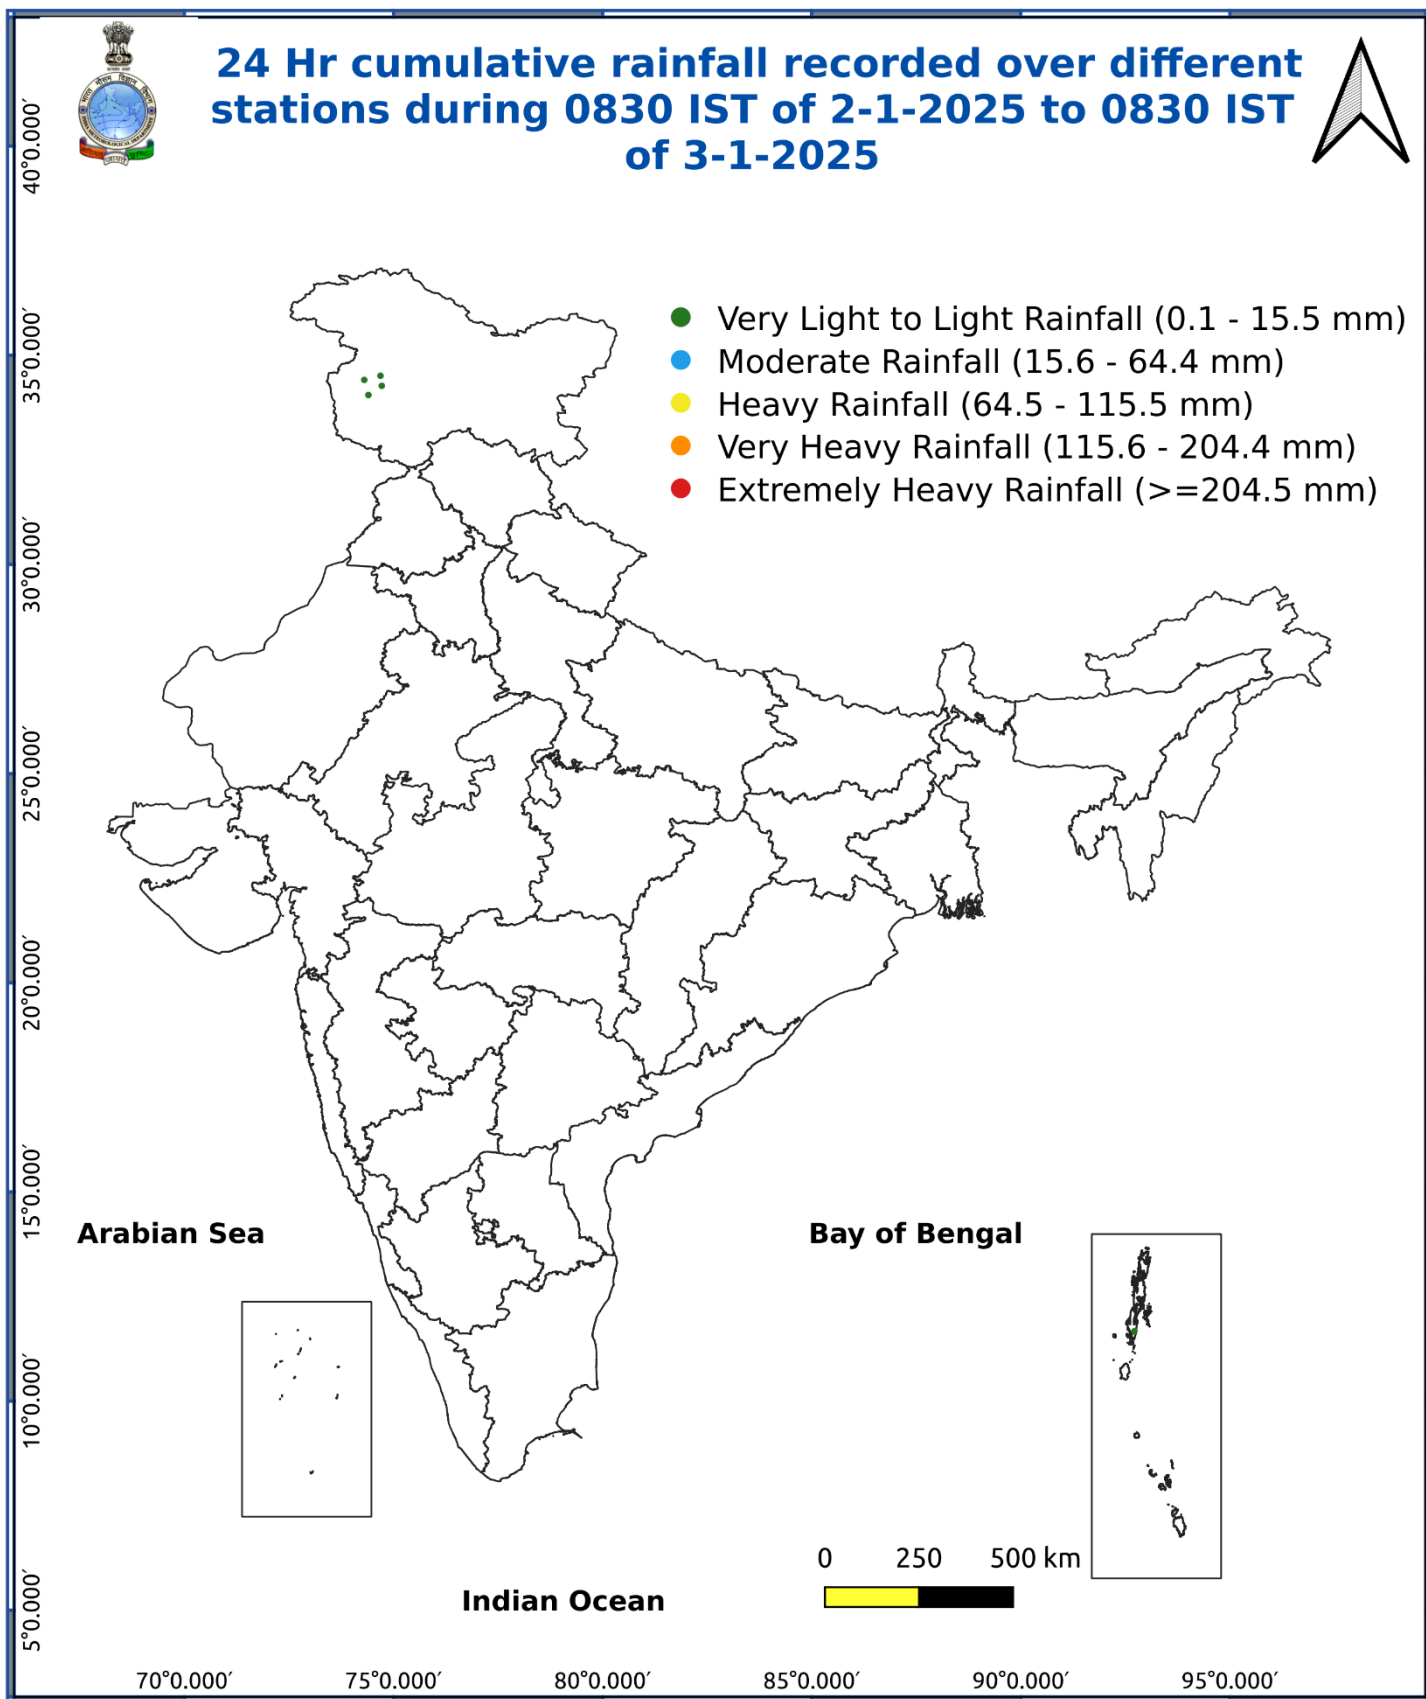 24 Hr cumulative rainfall recorded over different
stations during 0830 IST of 2-1-2025 to 0830 IST
of 3-1-2025
Very Light to Light Rainfall (0.1 - 15.5 mm)
Moderate Rainfall (15.6 - 64.4 mm)
Heavy Rainfall (64.5 - 115.5 mm)
Very Heavy Rainfall (115.6 - 204.4 mm)
Extremely Heavy Rainfall (>=204.5 mm)
40°0.000′
35°0.000′
30°0.000′
25°0.000′
20°0.000′
15°0.000′
10°0.000′
5°0.000′
Arabian Sea
Bay of Bengal
Indian Ocean
0 250 500 km
70°0.000′ 75°0.000′ 80°0.000′ 85°0.000′ 90°0.000′ 95°0.000′